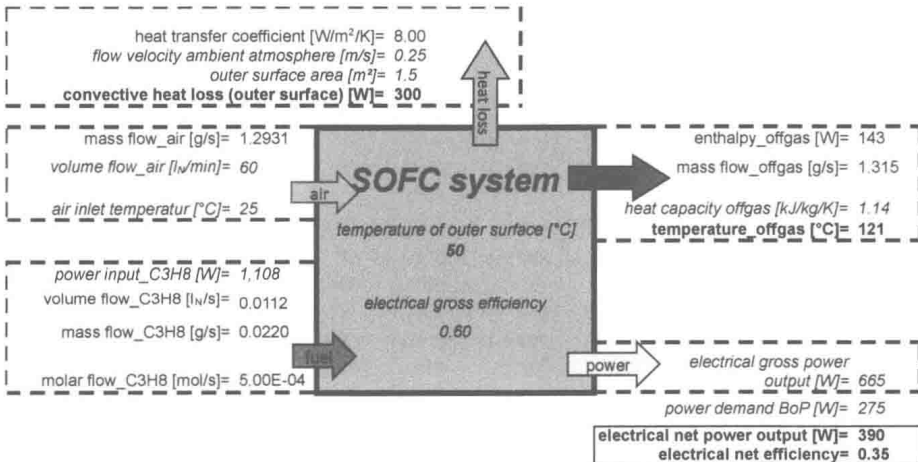 heat transfer coefficient [W/m²/K]= 8.00
flow velocity ambient atmosphere [m/s]= 0.25
outer surface area [m²]= 1.5
convective heat loss (outer surface) [W]= 300
heat loss
mass flow_air [g/s]= 1.2931
volume flow_air [lN/min]= 60
air inlet temperatur [°C]= 25
air
SOFC system
temperature of outer surface [°C]
50
electrical gross efficiency
0.60
enthalpy_offgas [W]= 143
mass flow_offgas [g/s]= 1.315
heat capacity offgas [kJ/kg/K]= 1.14
temperature_offgas [°C]= 121
power input_C3H8 [W]= 1,108
volume flow_C3H8 [lN/s]= 0.0112
mass flow_C3H8 [g/s]= 0.0220
molar flow_C3H8 [mol/s]= 5.00E-04
fuel
power
electrical gross power
output [W]= 665
power demand BoP [W]= 275
electrical net power output [W]= 390
electrical net efficiency= 0.35